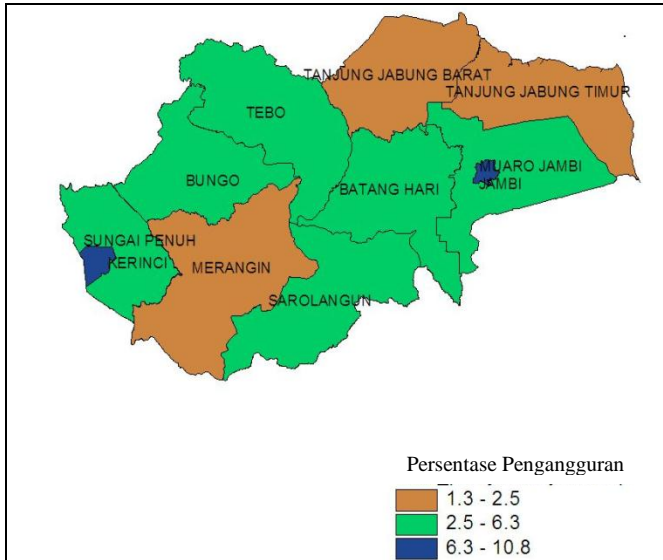 TANJUNG JABUNG BARAT
TANJUNG JABUNG TIMUR
TEBO
MUARO JAMBI
BUNGO
BATANG HARI
JAMBI
SUNGAI PENUH
KERINCI
MERANGIN
SAROLANGUN
Persentase Pengangguran
1.3 - 2.5
2.5 - 6.3
6.3 - 10.8